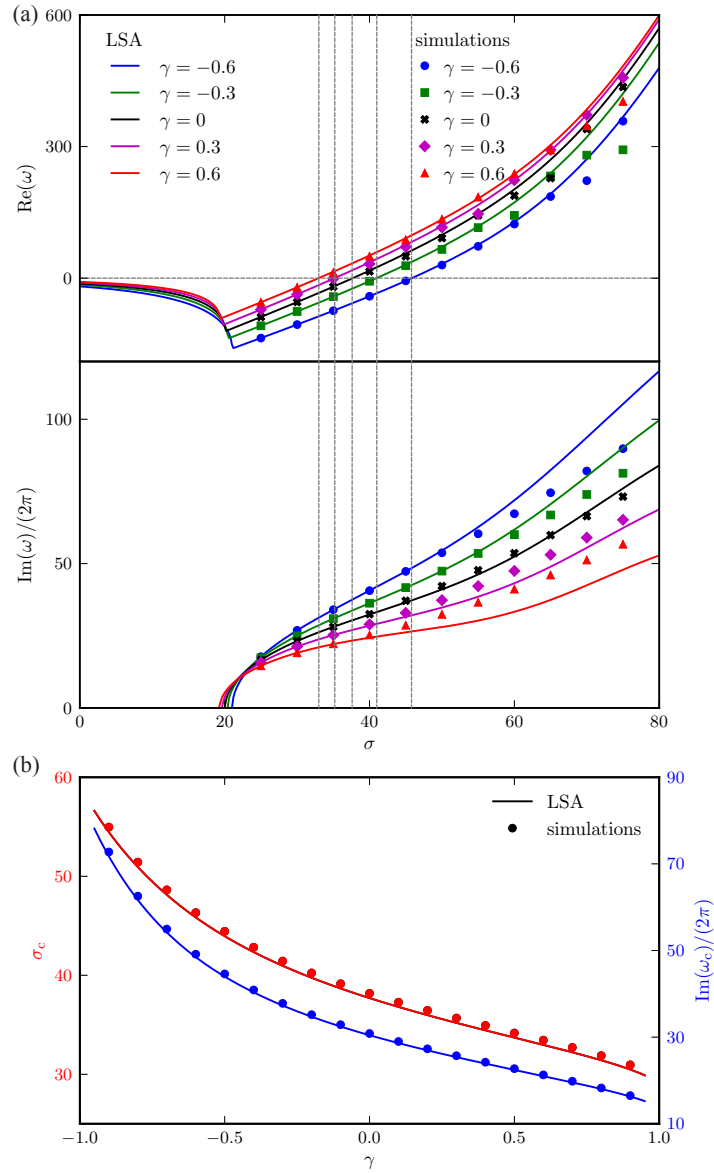 (a)
600
300
0
Re(ω)
LSA
γ = −0.6
γ = −0.3
γ = 0
γ = 0.3
γ = 0.6
simulations
γ = −0.6
γ = −0.3
γ = 0
γ = 0.3
γ = 0.6
100
50
0
Im(ω)/(2π)
0 20 40 60 80
σ
(b)
60
50
40
30
σc
LSA
simulations
90
70
50
30
10
Im(ωc)/(2π)
−1.0 −0.5 0.0 0.5 1.0
γ